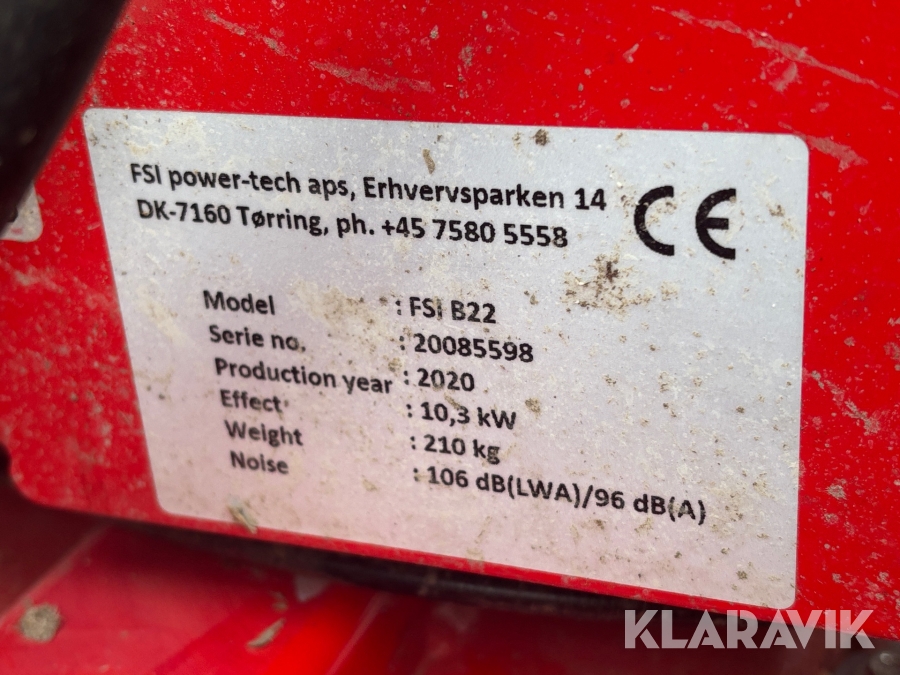 FSI power-tech aps, Erhvervsparken 14
DK-7160 Tørring, ph. +45 7580 5558
CE
Model : FSI B22
Serie no. : 20085598
Production year : 2020
Effect : 10,3 kW
Weight : 210 kg
Noise : 106 dB(LWA)/96 dB(A)
KLARAVIK